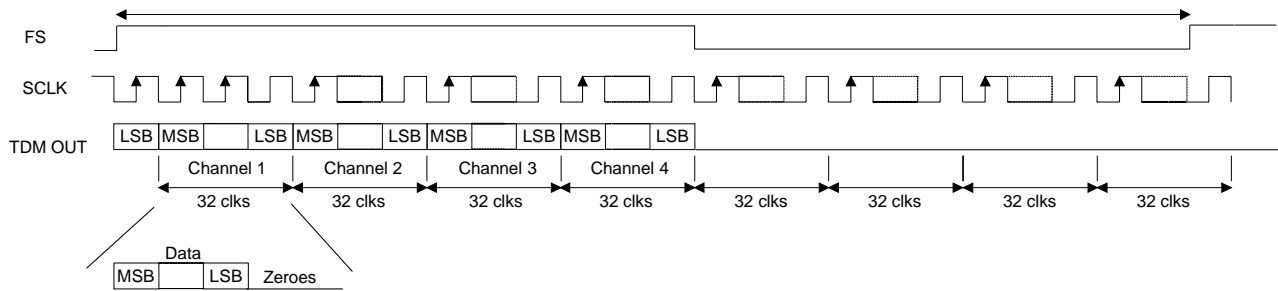 FS
SCLK
TDM OUT
LSB MSB LSB MSB LSB MSB LSB MSB LSB
Channel 1 Channel 2 Channel 3 Channel 4
32 clks 32 clks 32 clks 32 clks 32 clks 32 clks 32 clks 32 clks
Data
MSB LSB Zeroes